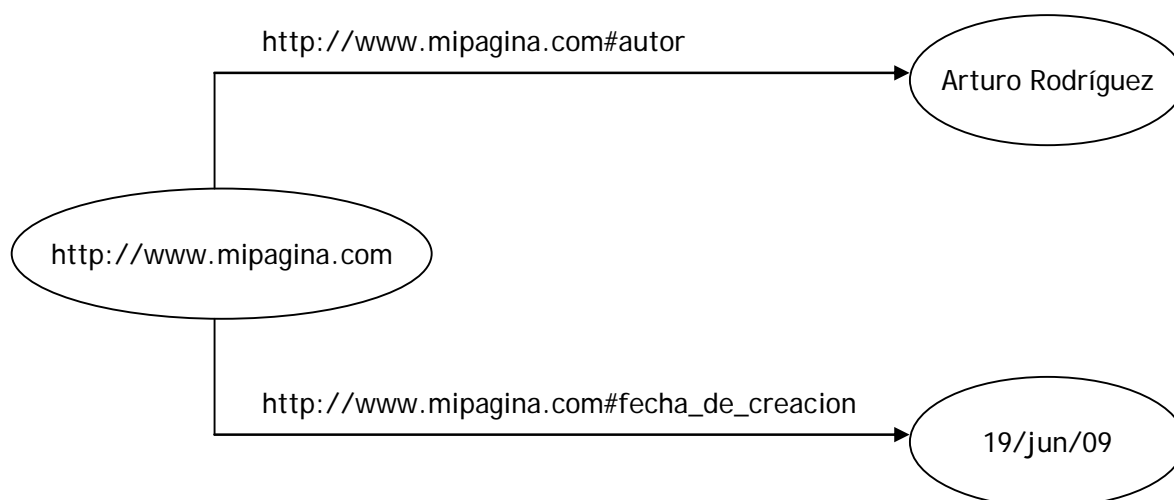 http://www.mipagina.com#autor
Arturo Rodríguez
http://www.mipagina.com
http://www.mipagina.com#fecha_de_creacion
19/jun/09